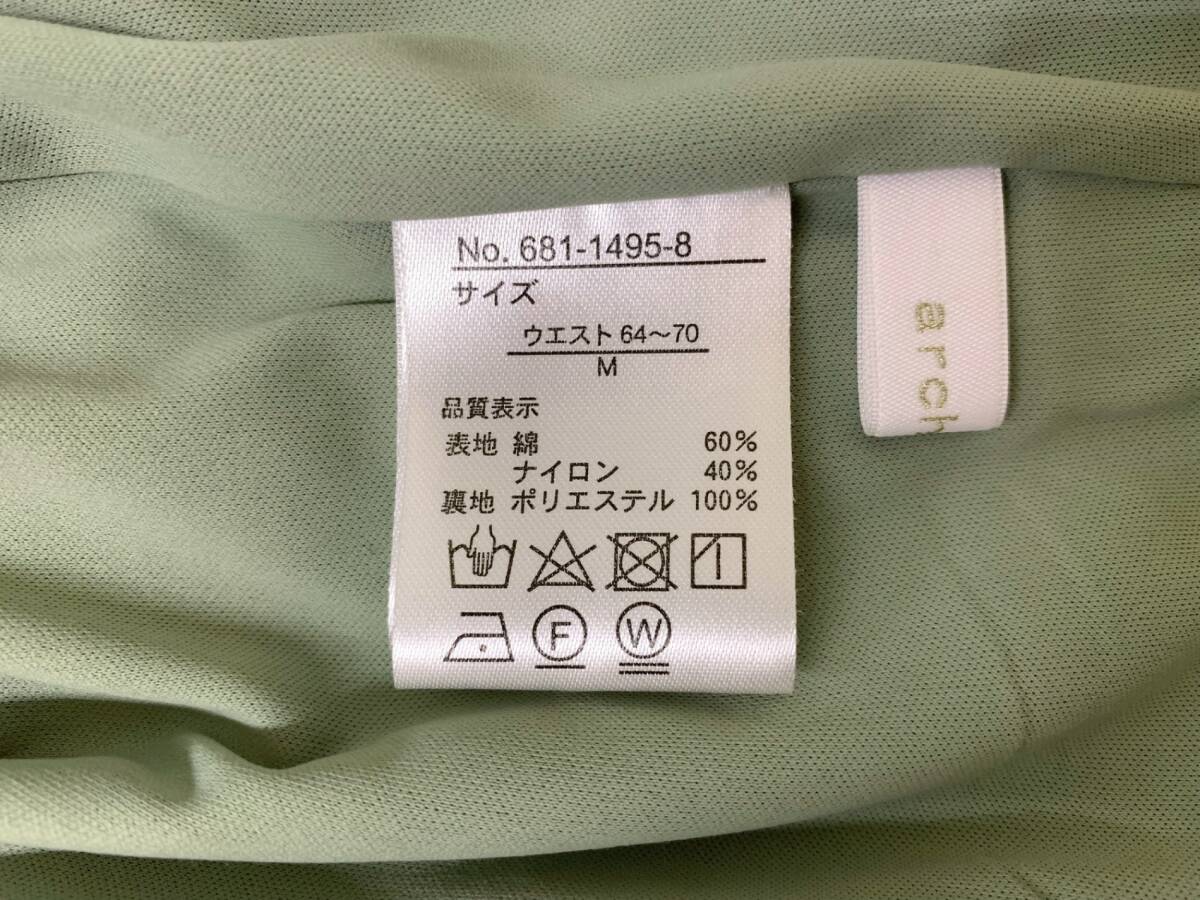 No. 681-1495-8
サイズ
ウエスト 64〜70
M
品質表示
表地 綿 60%
ナイロン 40%
裏地 ポリエステル 100%
F W
arch